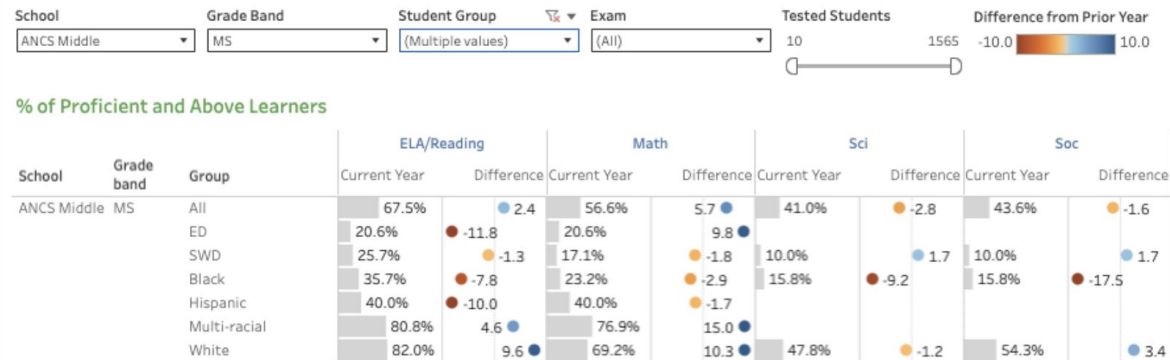 School Grade Band Student Group Exam Tested Students Difference from Prior Year
ANCS Middle MS (Multiple values) (All) 10 1565 -10.0 10.0
% of Proficient and Above Learners
ELA/Reading Math Sci Soc
School Grade band Group Current Year Difference Current Year Difference Current Year Difference Current Year Difference
ANCS Middle MS All 67.5% 2.4 56.6% 5.7 41.0% -2.8 43.6% -1.6
ED 20.6% -11.8 20.6% 9.8
SWD 25.7% -1.3 17.1% -1.8 10.0% 1.7 10.0% 1.7
Black 35.7% -7.8 23.2% -2.9 15.8% -9.2 15.8% -17.5
Hispanic 40.0% -10.0 40.0% -1.7
Multi-racial 80.8% 4.6 76.9% 15.0
White 82.0% 9.6 69.2% 10.3 47.8% -1.2 54.3% 3.4